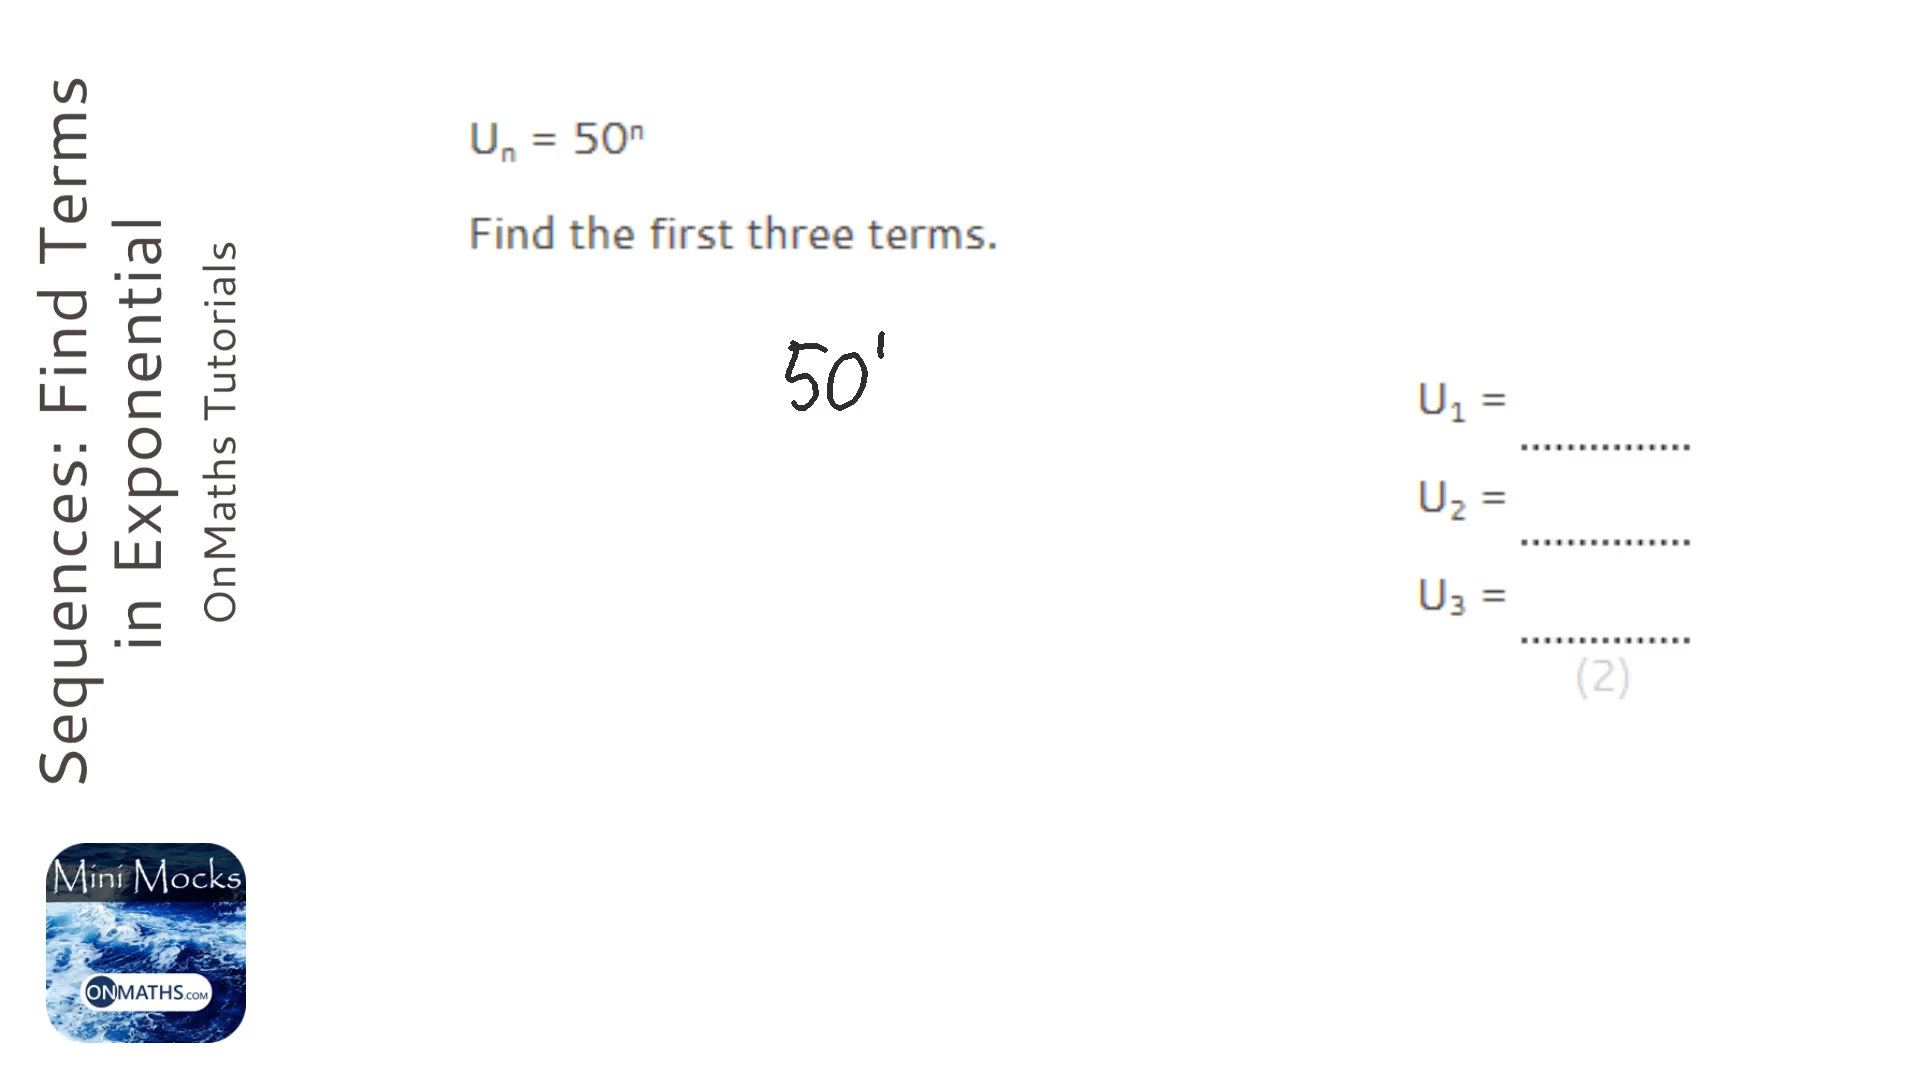 Sequences: Find Terms
in Exponential
OnMaths Tutorials
Uₙ = 50ⁿ
Find the first three terms.
50¹
U₁ =
...............
U₂ =
...............
U₃ =
...............
(2)
Mini Mocks
ONMATHS.COM